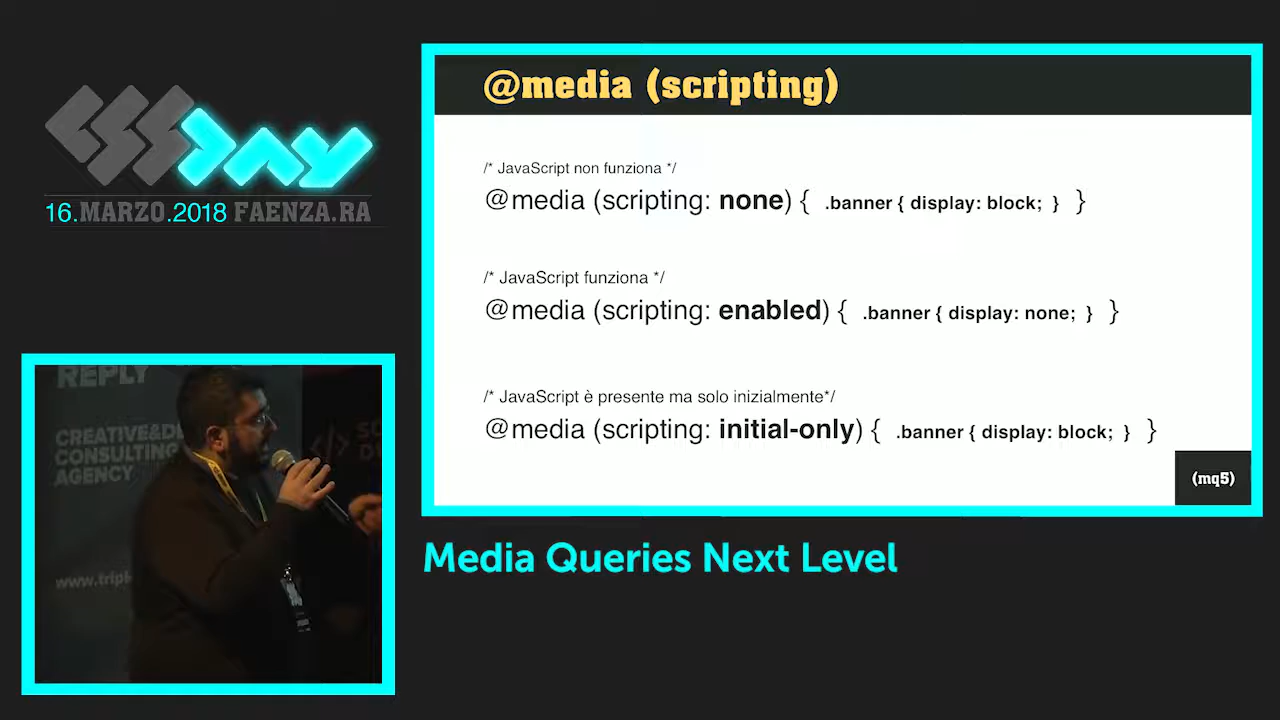 CSSDAY
16.MARZO.2018 FAENZA.RA
@media (scripting)
/* JavaScript non funziona */
@media (scripting: none) { .banner { display: block; } }
/* JavaScript funziona */
@media (scripting: enabled) { .banner { display: none; } }
/* JavaScript è presente ma solo inizialmente*/
@media (scripting: initial-only) { .banner { display: block; } }
(mq5)
Media Queries Next Level
REPLY
CREATIVE&
CONSULTING
AGENCY